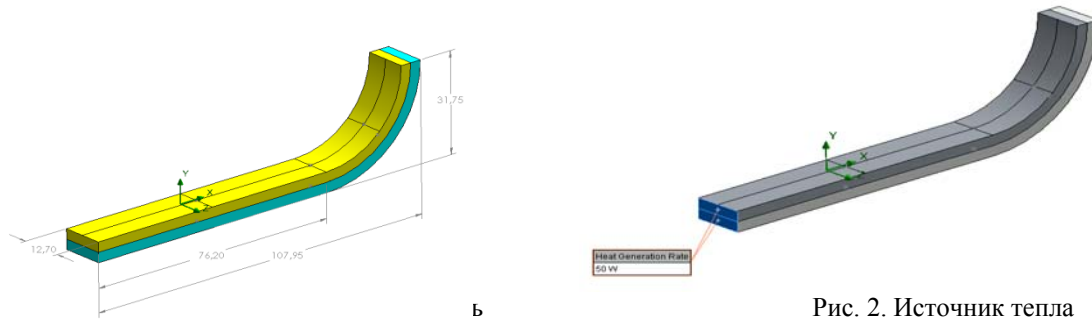 Y
X
Z
31,75
12,70
76,20
107,95
ь
Y
X
Z
Heat Generation Rate
50 W
Рис. 2. Источник тепла